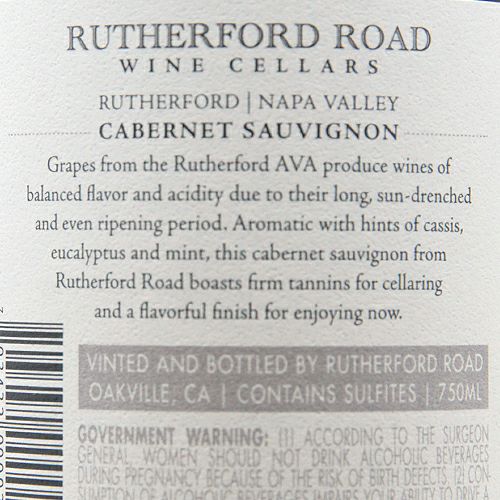 RUTHERFORD ROAD
WINE CELLARS
RUTHERFORD | NAPA VALLEY
CABERNET SAUVIGNON
Grapes from the Rutherford AVA produce wines of
balanced flavor and acidity due to their long, sun-drenched
and even ripening period. Aromatic with hints of cassis,
eucalyptus and mint, this cabernet sauvignon from
Rutherford Road boasts firm tannins for cellaring
and a flavorful finish for enjoying now.
VINTED AND BOTTLED BY RUTHERFORD ROAD
OAKVILLE, CA | CONTAINS SULFITES | 750ML
GOVERNMENT WARNING: (1) ACCORDING TO THE SURGEON
GENERAL, WOMEN SHOULD NOT DRINK ALCOHOLIC BEVERAGES
DURING PREGNANCY BECAUSE OF THE RISK OF BIRTH DEFECTS. (2) CON